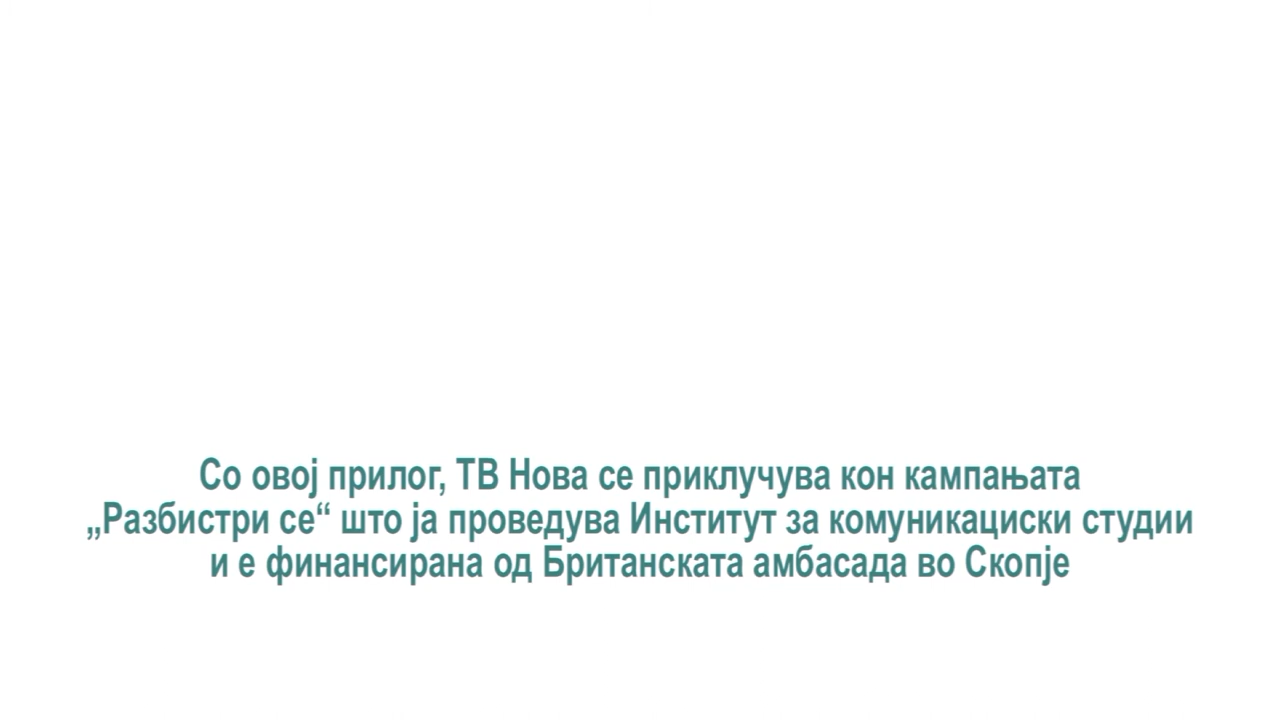 Со овој прилог, ТВ Нова се приклучува кон кампањата
„Разбистри се“ што ја проведува Институт за комуникациски студии
и е финансирана од Британската амбасада во Скопје